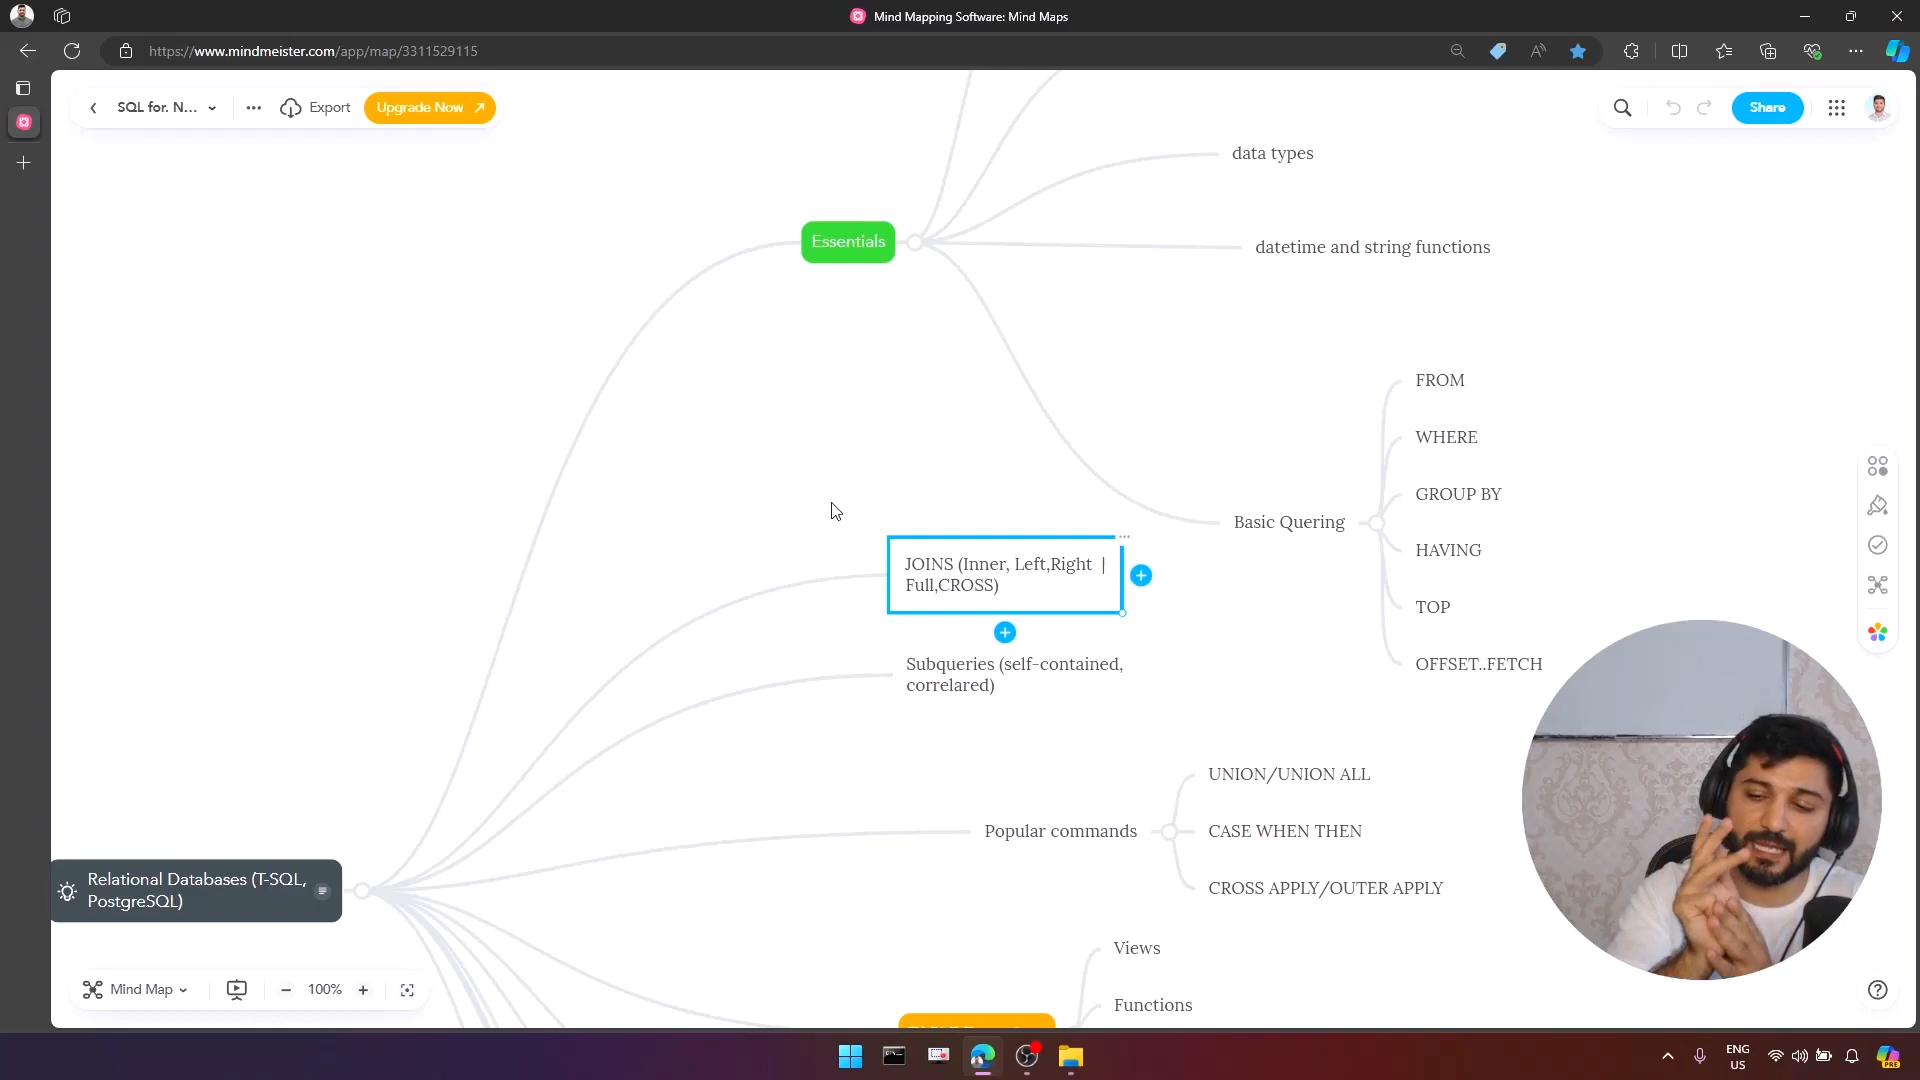 Mind Mapping Software: Mind Maps
https://www.mindmeister.com/app/map/3311529115
SQL for. N...
Export
Upgrade Now
Share
data types
Essentials
datetime and string functions
FROM
WHERE
GROUP BY
Basic Quering
HAVING
JOINS (Inner, Left,Right |
Full,CROSS)
TOP
OFFSET..FETCH
Subqueries (self-contained,
correlared)
UNION/UNION ALL
Popular commands
CASE WHEN THEN
CROSS APPLY/OUTER APPLY
Relational Databases (T-SQL,
PostgreSQL)
Views
Functions
Mind Map
100%
ENG
US